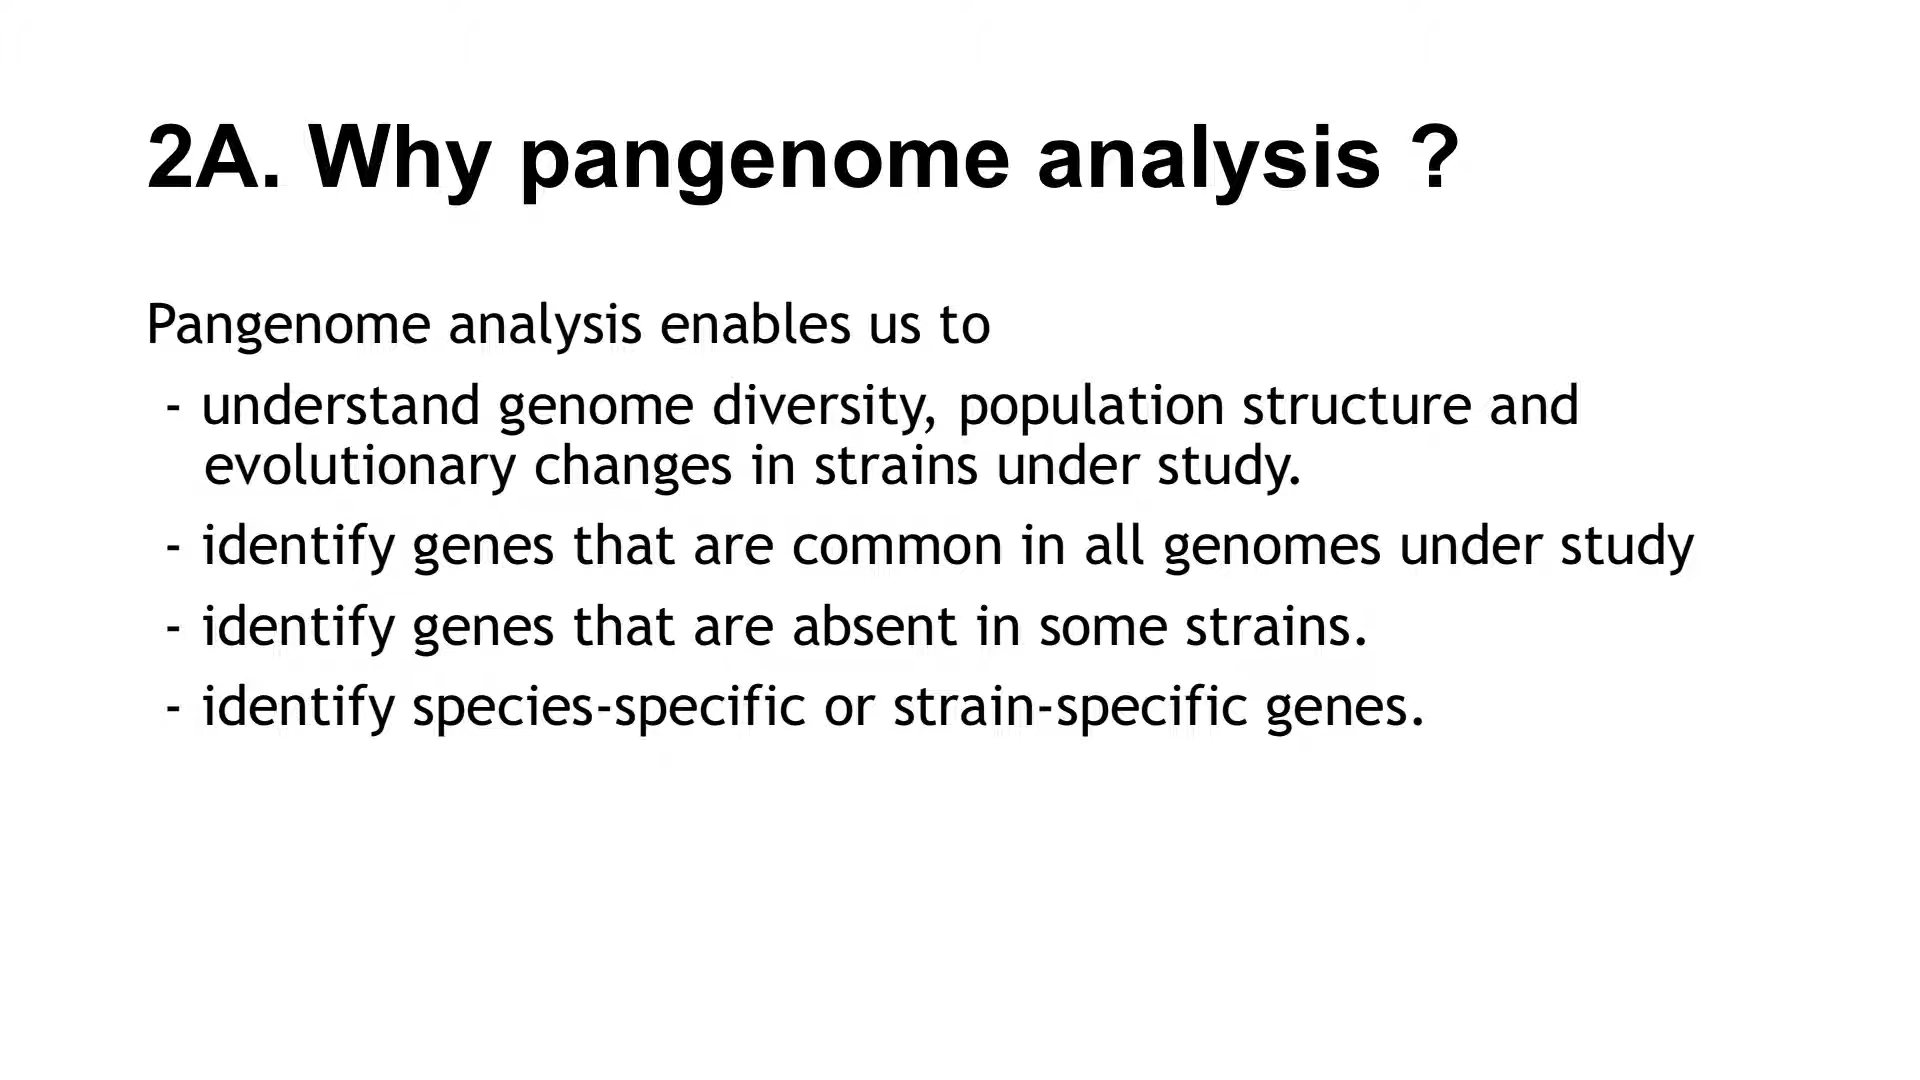 2A. Why pangenome analysis ?
Pangenome analysis enables us to
- understand genome diversity, population structure and
evolutionary changes in strains under study.
- identify genes that are common in all genomes under study
- identify genes that are absent in some strains.
- identify species-specific or strain-specific genes.